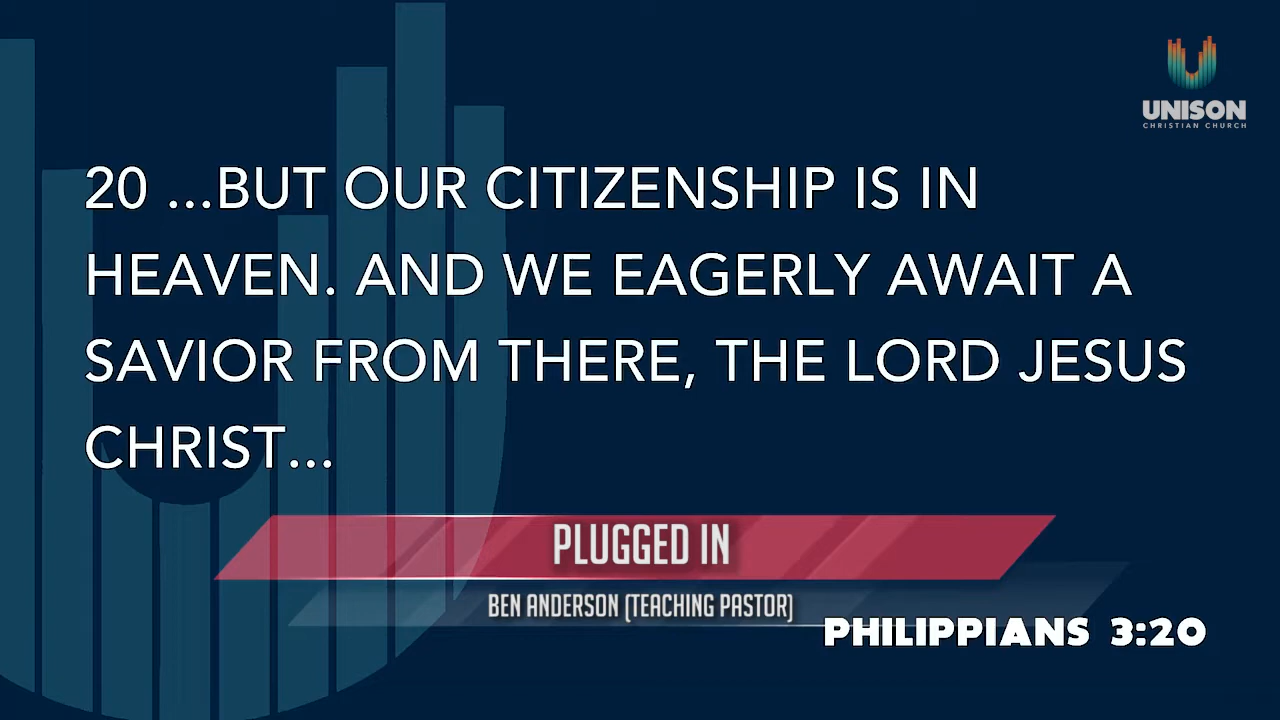 UNISON
CHRISTIAN CHURCH
20 ...BUT OUR CITIZENSHIP IS IN
HEAVEN. AND WE EAGERLY AWAIT A
SAVIOR FROM THERE, THE LORD JESUS
CHRIST...
PLUGGED IN
BEN ANDERSON (TEACHING PASTOR)
PHILIPPIANS 3:20